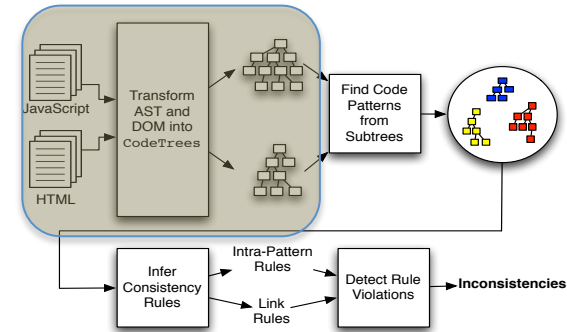 JavaScript
HTML
Transform
AST and
DOM into
CodeTrees
Find Code
Patterns
from
Subtrees
Infer
Consistency
Rules
Intra-Pattern
Rules
Link
Rules
Detect Rule
Violations
Inconsistencies